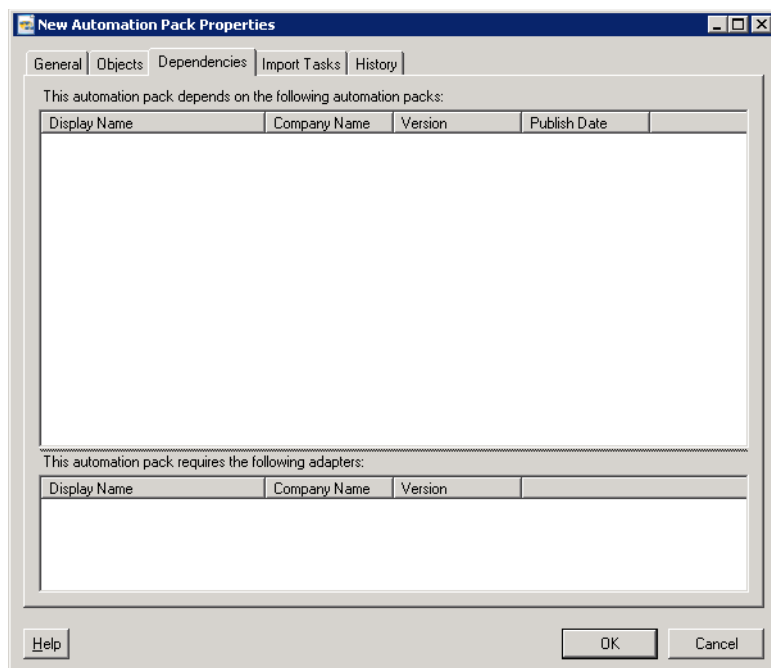 New Automation Pack Properties
General Objects Dependencies Import Tasks History
This automation pack depends on the following automation packs:
Display Name Company Name Version Publish Date
This automation pack requires the following adapters:
Display Name Company Name Version
Help OK Cancel